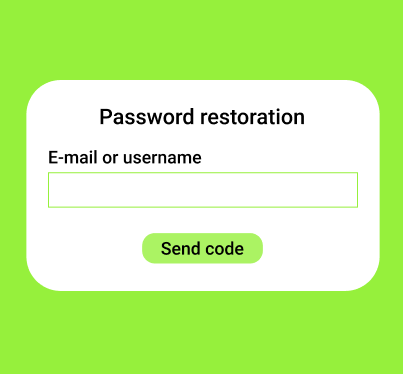 Password restoration
E-mail or username
Send code